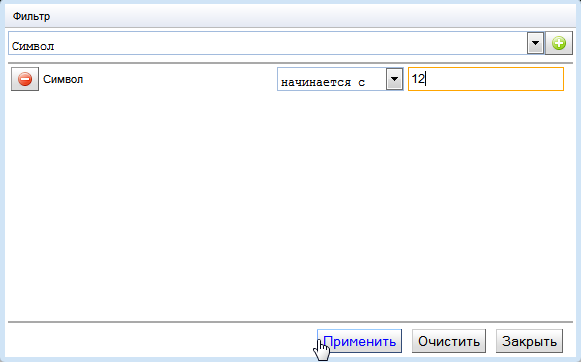 Фильтр
Символ
Символ начинается с 12
Применить Очистить Закрыть